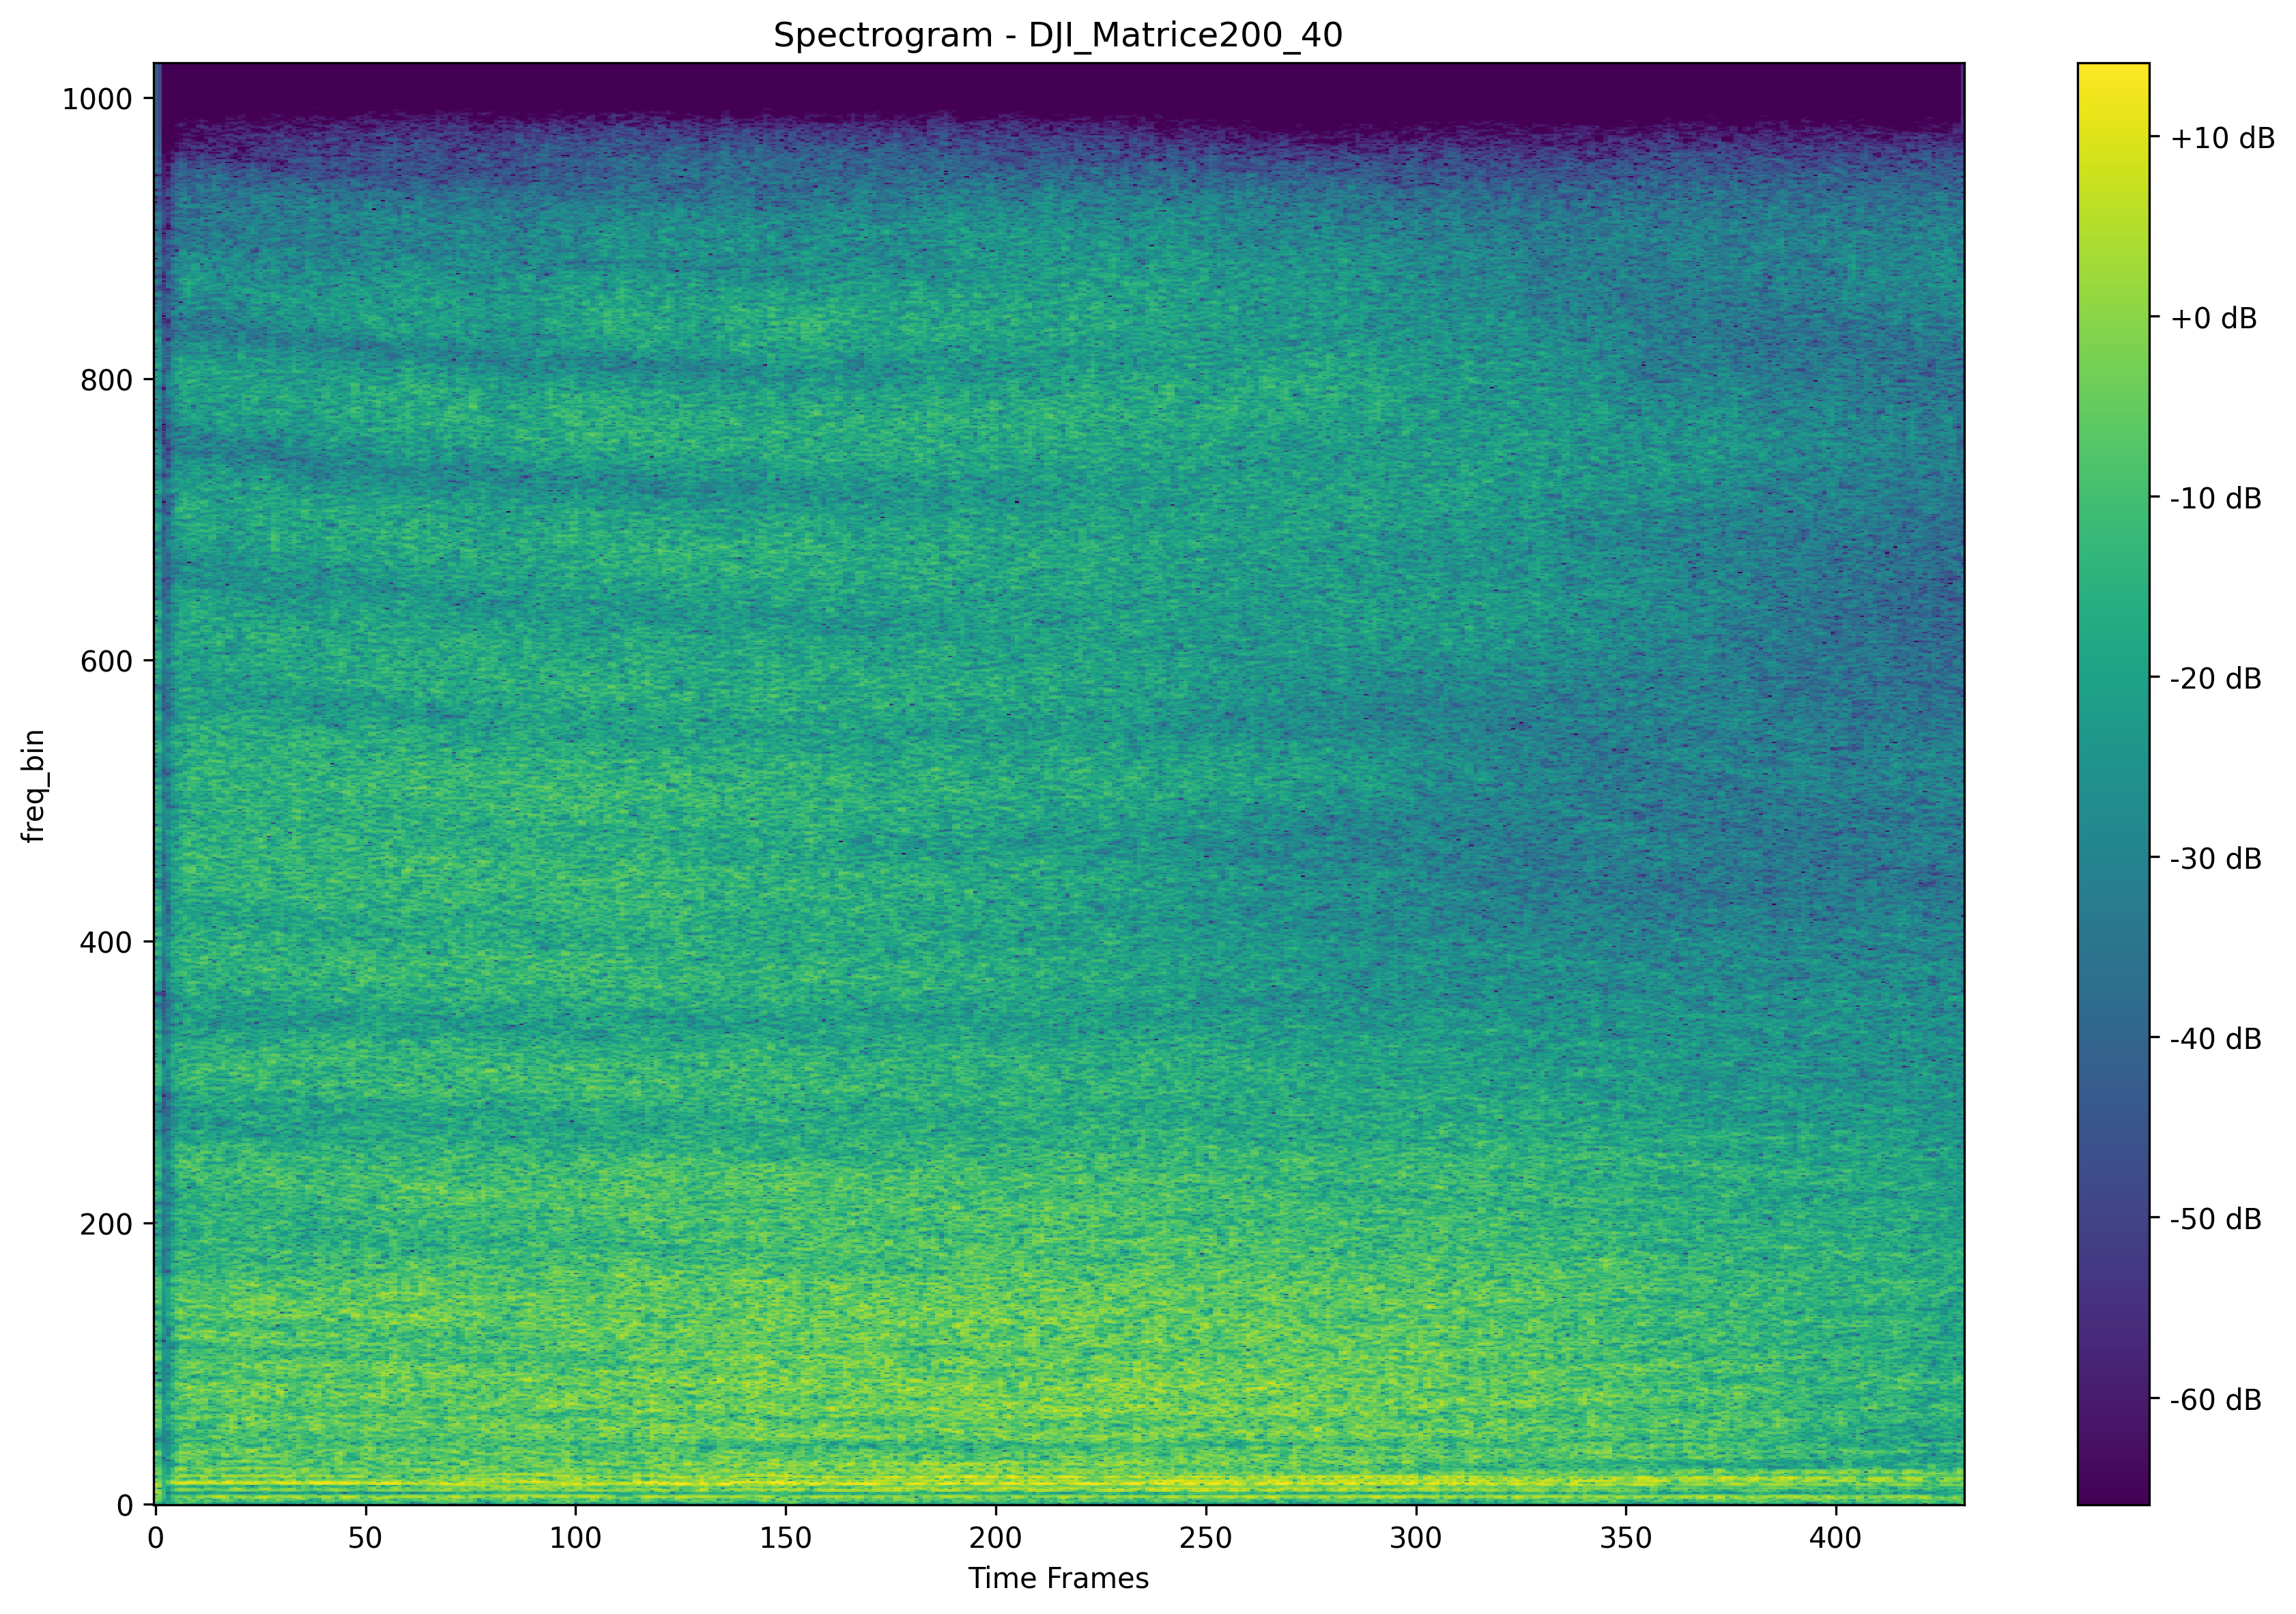 Spectrogram - DJI_Matrice200_40
1000
800
600
400
200
0
freq_bin
0 50 100 150 200 250 300 350 400
Time Frames
+10 dB
+0 dB
-10 dB
-20 dB
-30 dB
-40 dB
-50 dB
-60 dB